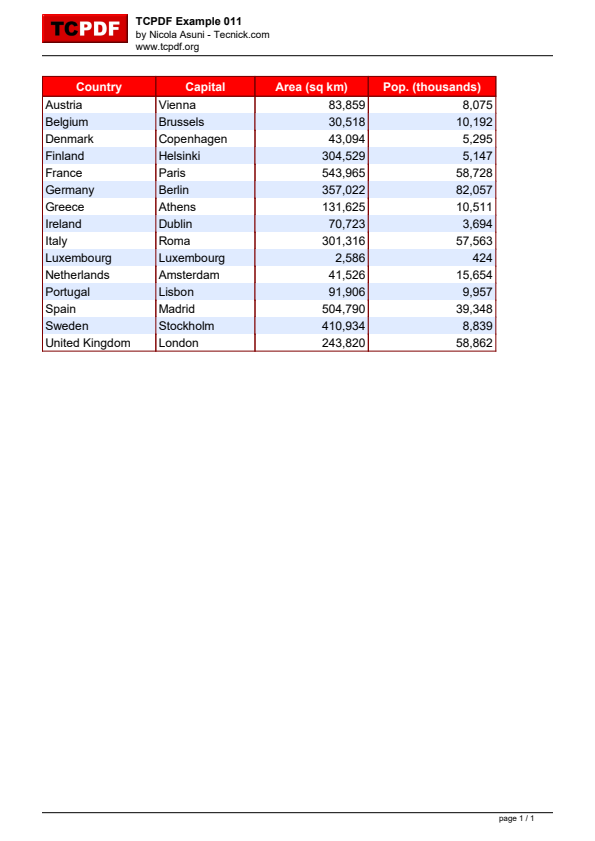 TCPDF
TCPDF Example 011
by Nicola Asuni - Tecnick.com
www.tcpdf.org
Country Capital Area (sq km) Pop. (thousands)
Austria Vienna 83,859 8,075
Belgium Brussels 30,518 10,192
Denmark Copenhagen 43,094 5,295
Finland Helsinki 304,529 5,147
France Paris 543,965 58,728
Germany Berlin 357,022 82,057
Greece Athens 131,625 10,511
Ireland Dublin 70,723 3,694
Italy Roma 301,316 57,563
Luxembourg Luxembourg 2,586 424
Netherlands Amsterdam 41,526 15,654
Portugal Lisbon 91,906 9,957
Spain Madrid 504,790 39,348
Sweden Stockholm 410,934 8,839
United Kingdom London 243,820 58,862
page 1 / 1